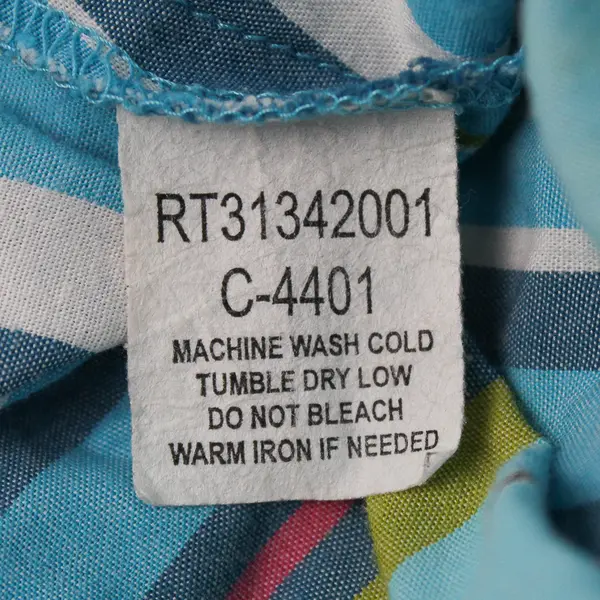 RT31342001
C-4401
MACHINE WASH COLD
TUMBLE DRY LOW
DO NOT BLEACH
WARM IRON IF NEEDED